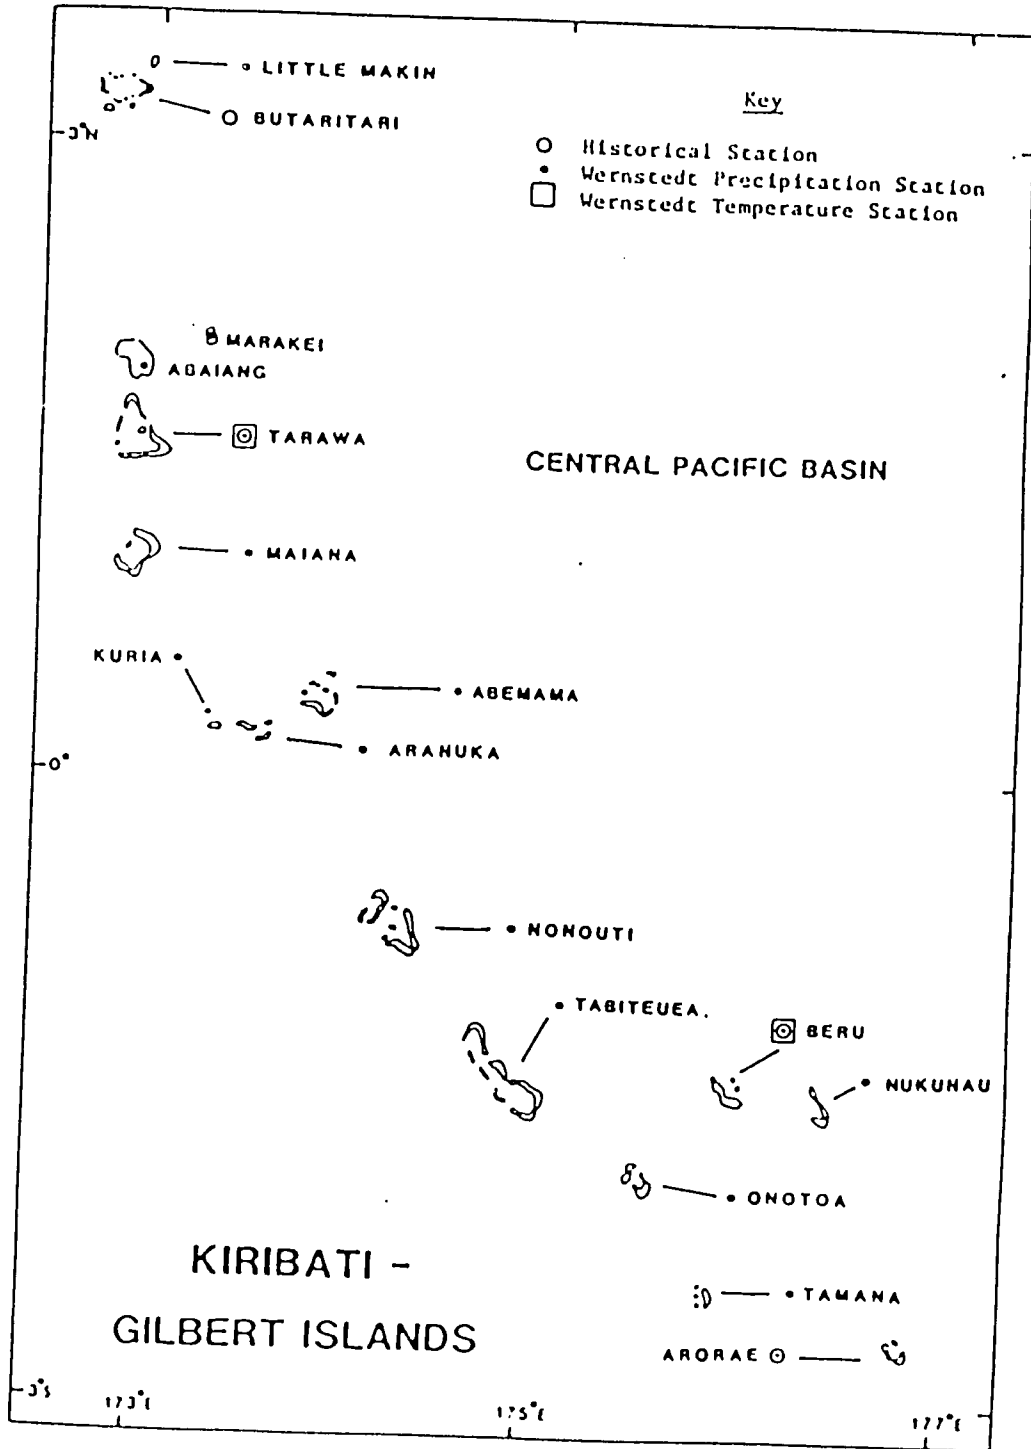 LITTLE MAKIN
BUTARITARI
3°N
Key
Historical Station
Wernstedt Precipitation Station
Wernstedt Temperature Station
MARAKEI
ABAIANG
TARAWA
CENTRAL PACIFIC BASIN
MAIANA
KURIA
ABEMAMA
ARANUKA
0°
NONOUTI
TABITEUEA.
BERU
NUKUNAU
ONOTOA
KIRIBATI -
GILBERT ISLANDS
TAMANA
ARORAE
3°S
173°E
175°E
177°E